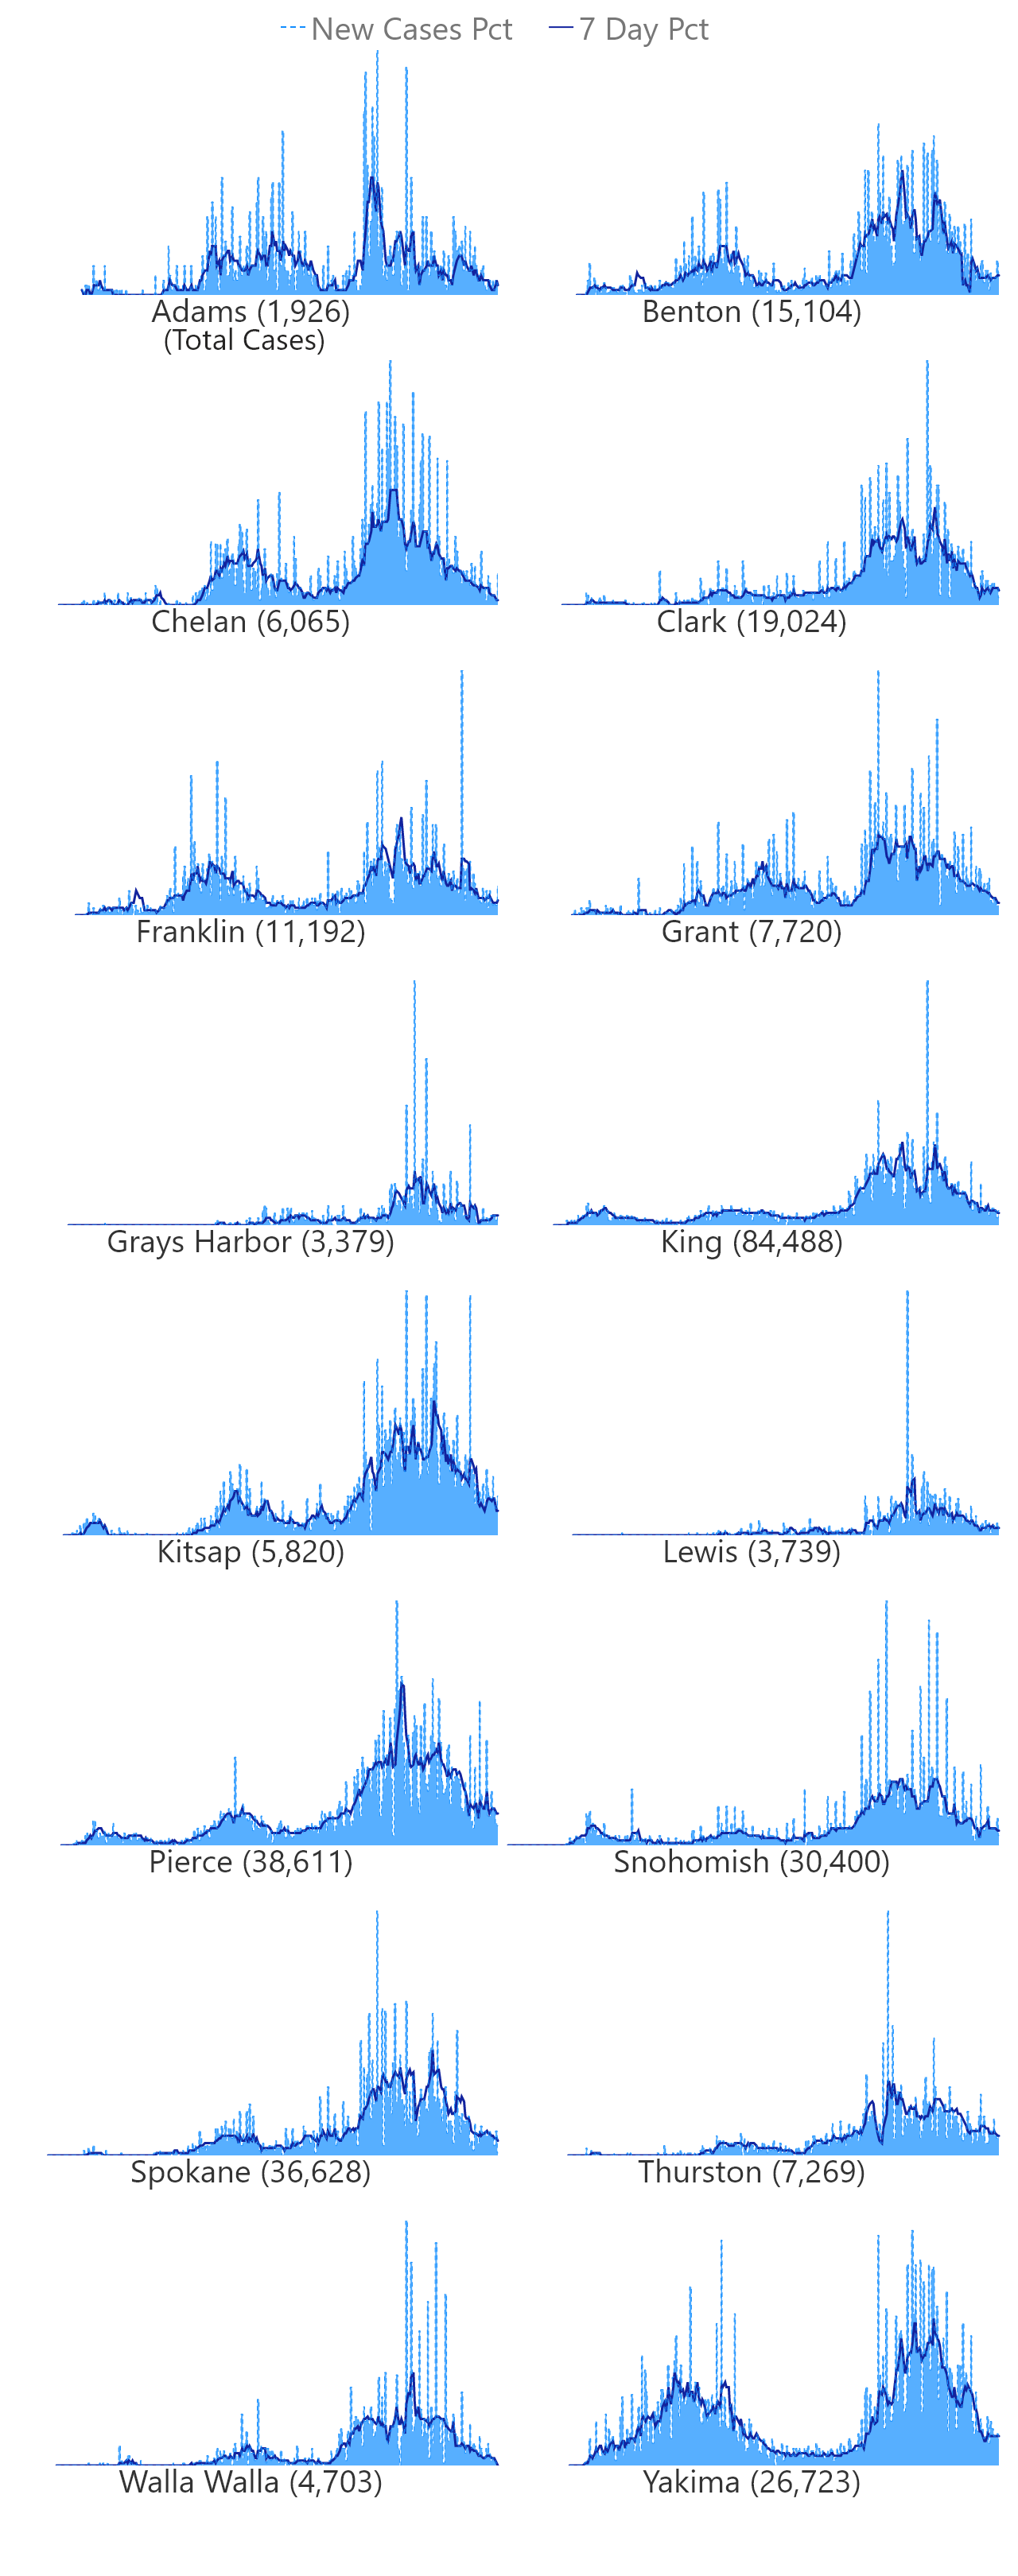 New Cases Pct 7 Day Pct
Adams (1,926)
(Total Cases)
Benton (15,104)
Chelan (6,065)
Clark (19,024)
Franklin (11,192)
Grant (7,720)
Grays Harbor (3,379)
King (84,488)
Kitsap (5,820)
Lewis (3,739)
Pierce (38,611)
Snohomish (30,400)
Spokane (36,628)
Thurston (7,269)
Walla Walla (4,703)
Yakima (26,723)